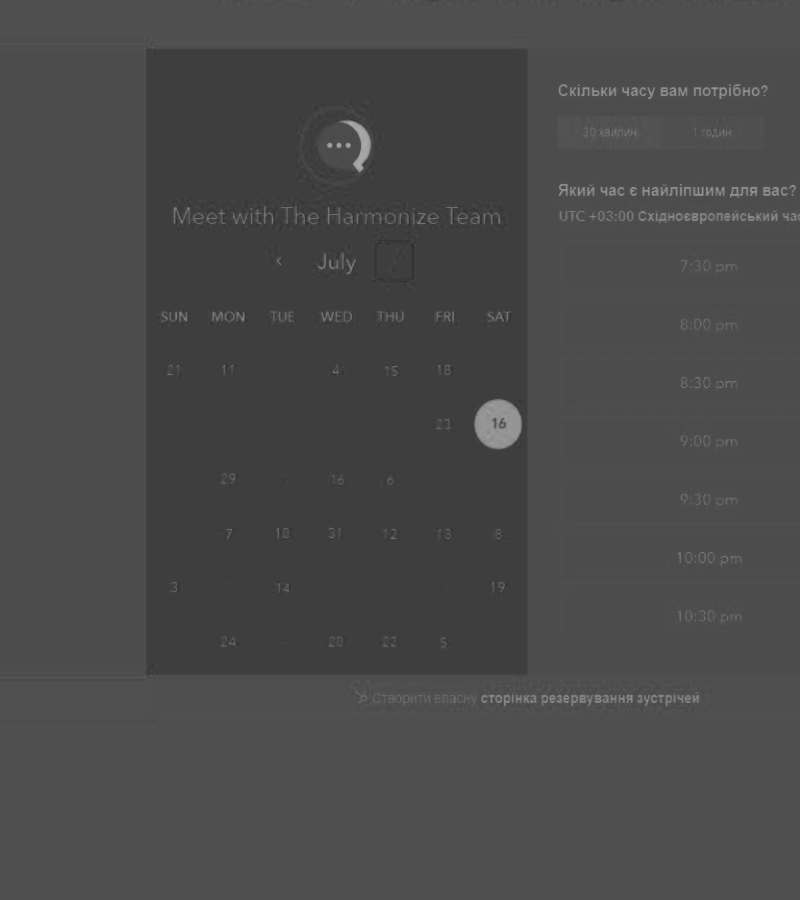 Meet with The Harmonize Team
‹ July
SUN MON TUE WED THU FRI SAT
21 11 4 15 18
23 16
29 16 6
7 10 31 12 13 8
3 14 19
24 20 22 5
Скільки часу вам потрібно?
30 хвилин 1 годин
Який час є найліпшим для вас?
UTC +03:00 Східноєвропейський
7:30 pm
8:00 pm
8:30 pm
9:00 pm
9:30 pm
10:00 pm
10:30 pm
Створити власну сторінка резервування зустрічей